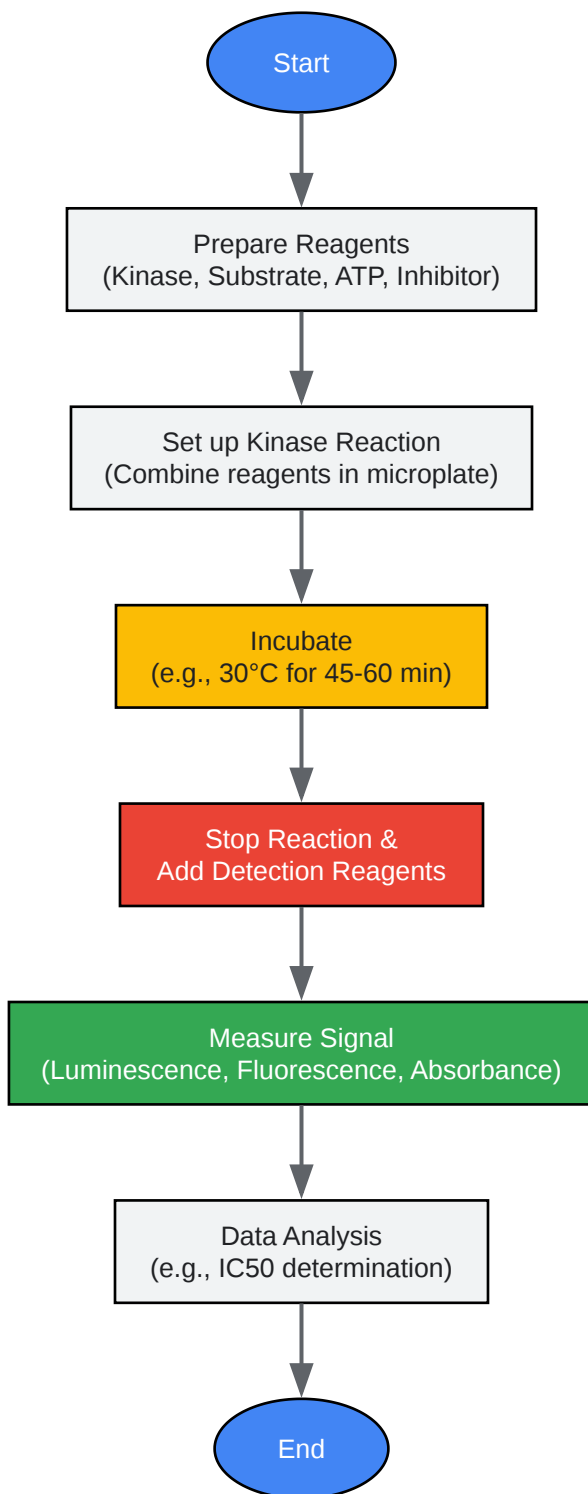 Start
Prepare Reagents
(Kinase, Substrate, ATP, Inhibitor)
Set up Kinase Reaction
(Combine reagents in microplate)
Incubate
(e.g., 30°C for 45-60 min)
Stop Reaction &
Add Detection Reagents
Measure Signal
(Luminescence, Fluorescence, Absorbance)
Data Analysis
(e.g., IC50 determination)
End